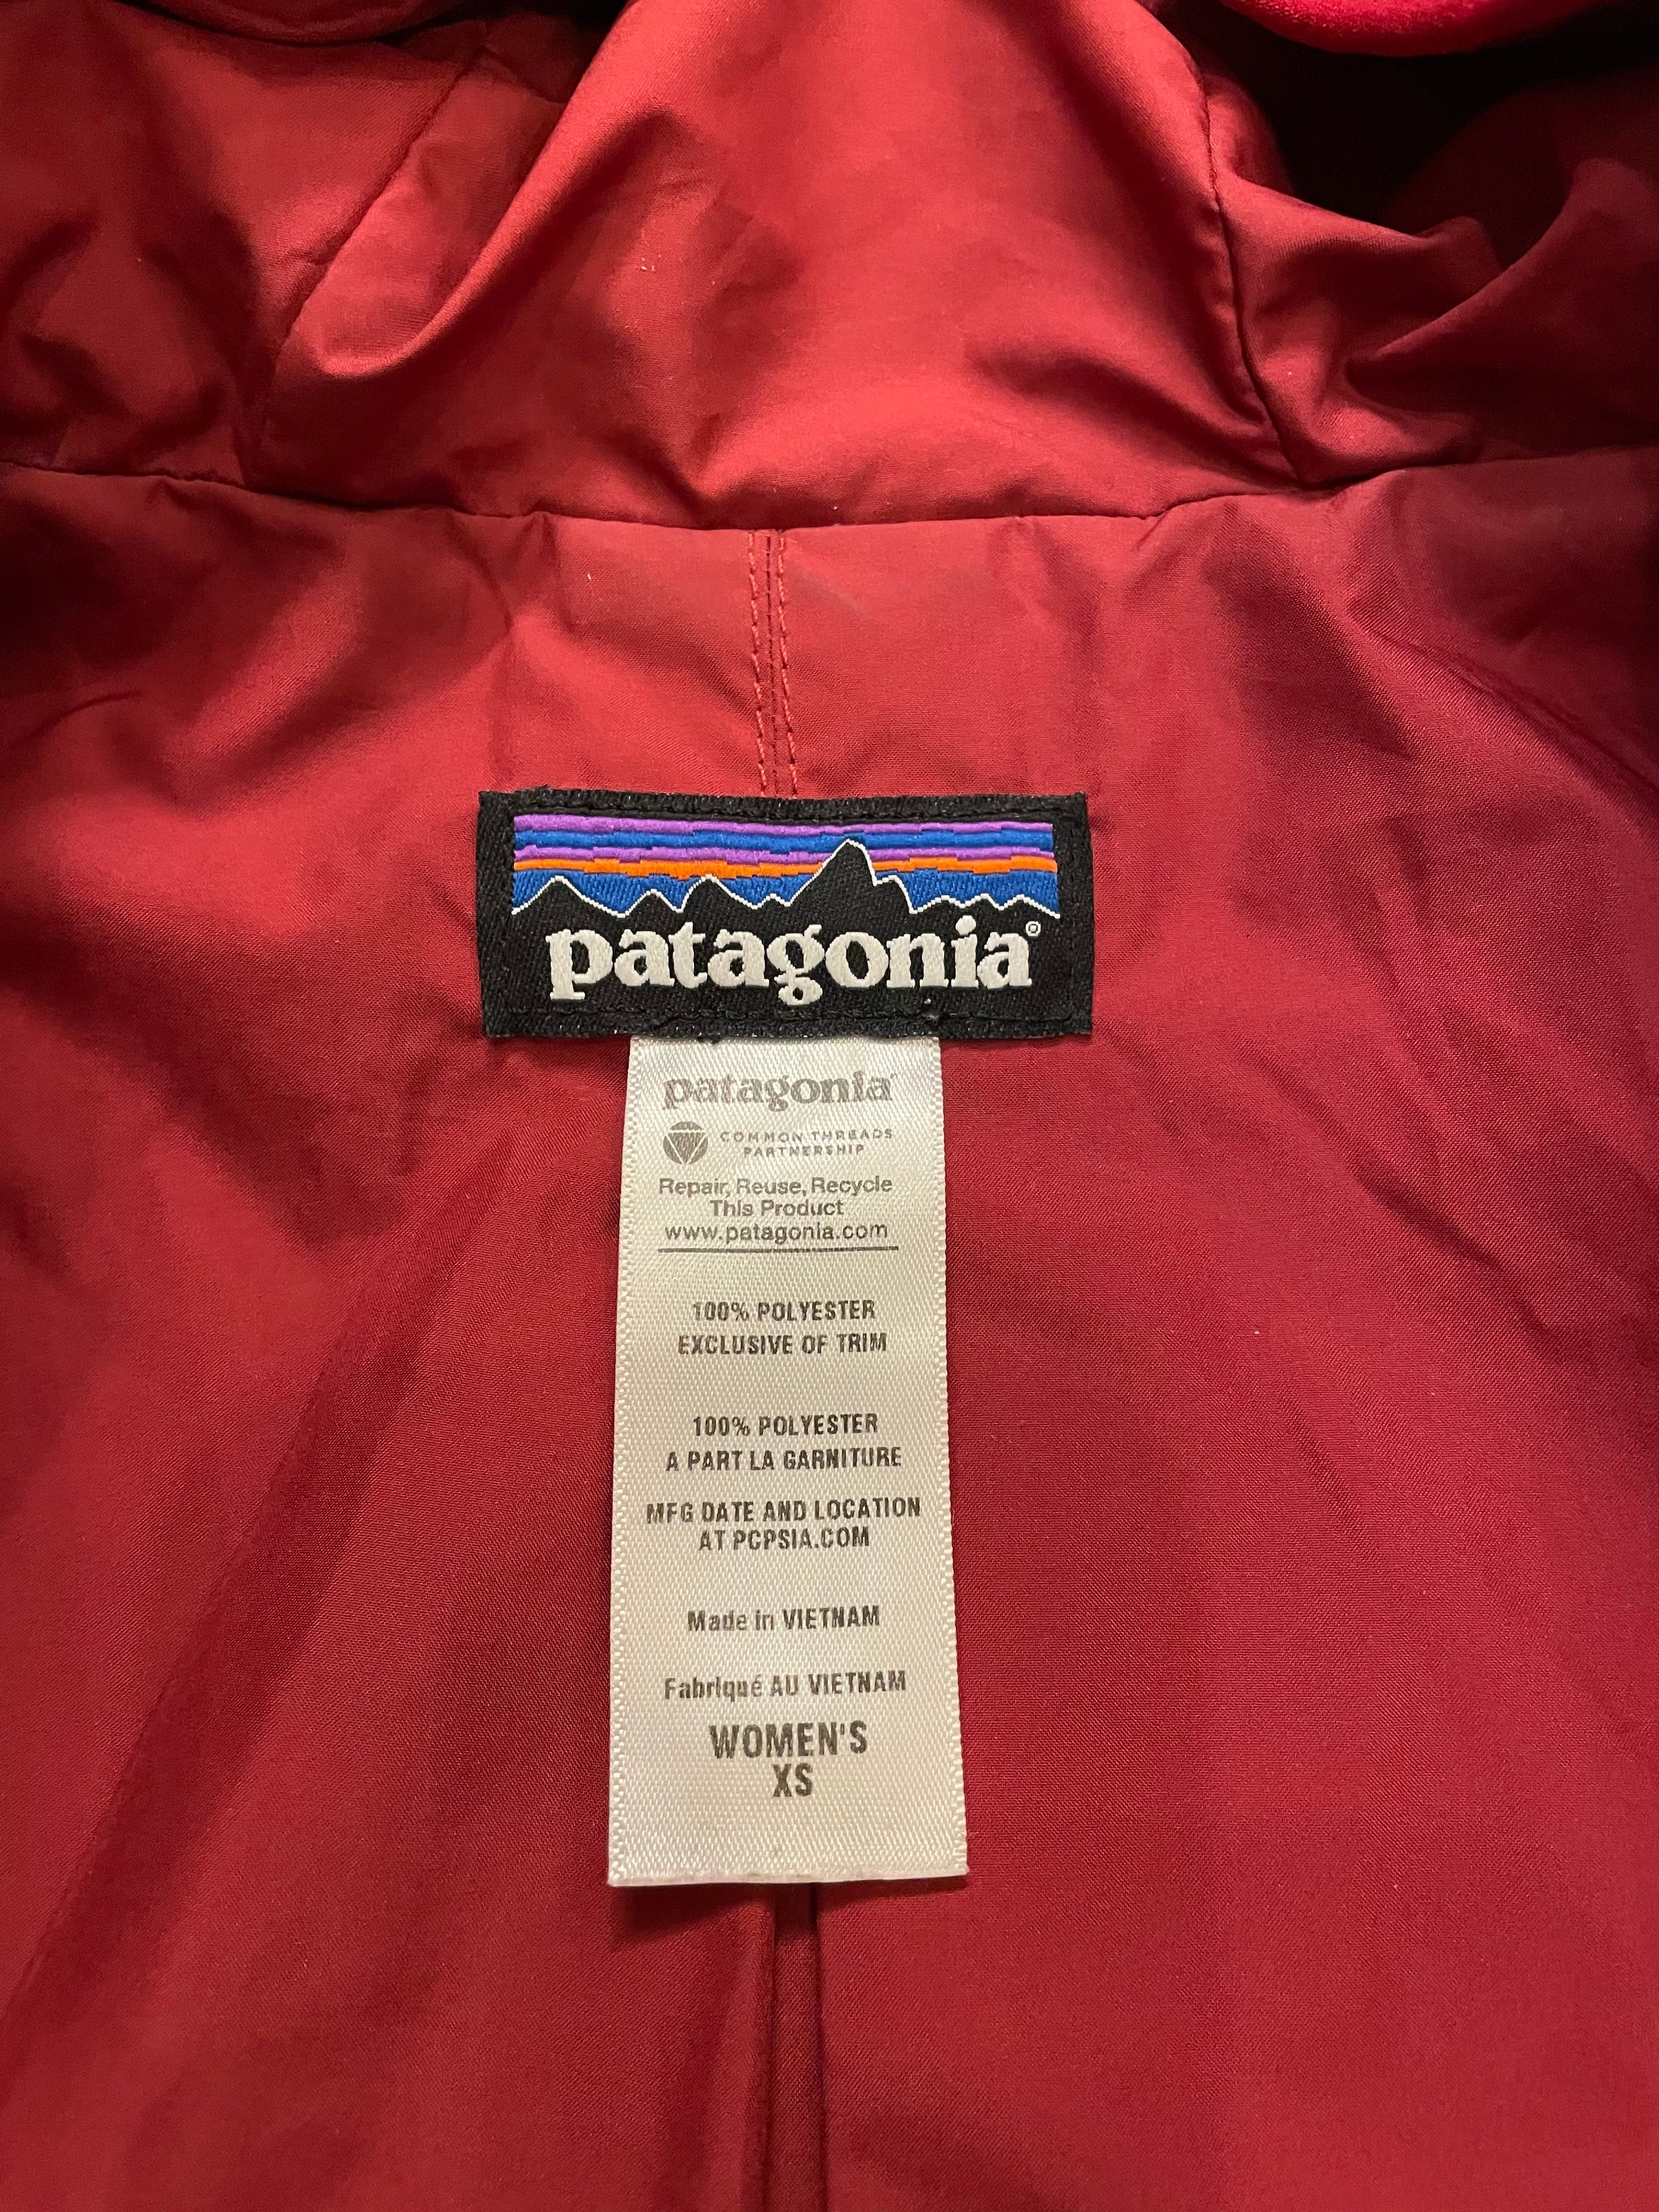 patagonia®
patagonia
COMMON THREADS
PARTNERSHIP
Repair, Reuse, Recycle
This Product
www.patagonia.com
100% POLYESTER
EXCLUSIVE OF TRIM
100% POLYESTER
A PART LA GARNITURE
MFG DATE AND LOCATION
AT PCPSIA.COM
Made in VIETNAM
Fabriqué AU VIETNAM
WOMEN'S
XS